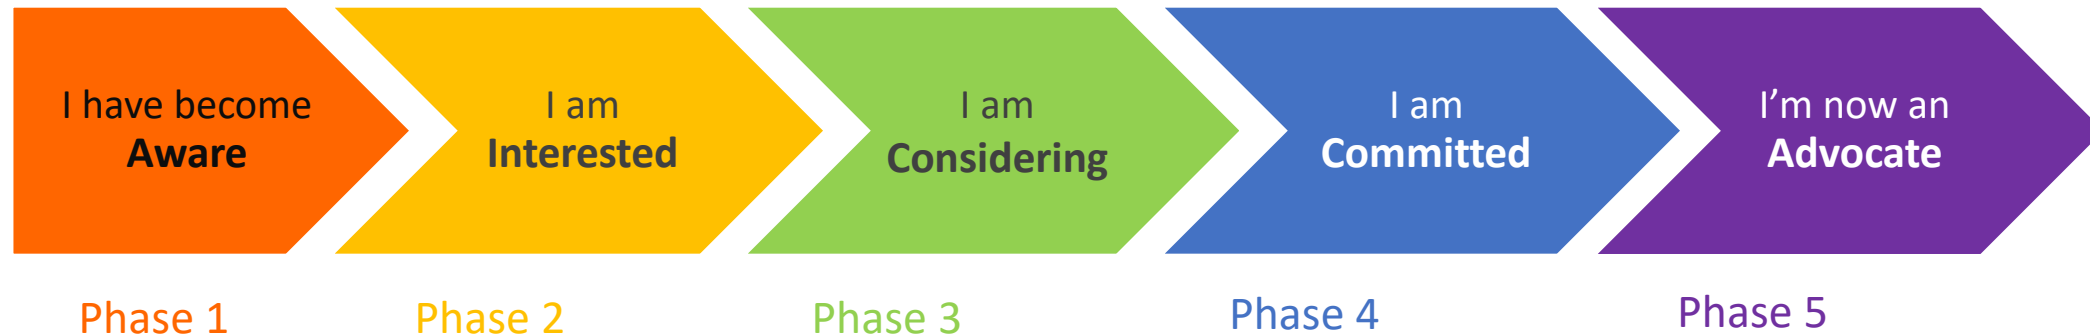 I have become
Aware
I am
Interested
I am
Considering
I am
Committed
I’m now an
Advocate
Phase 1
Phase 2
Phase 3
Phase 4
Phase 5